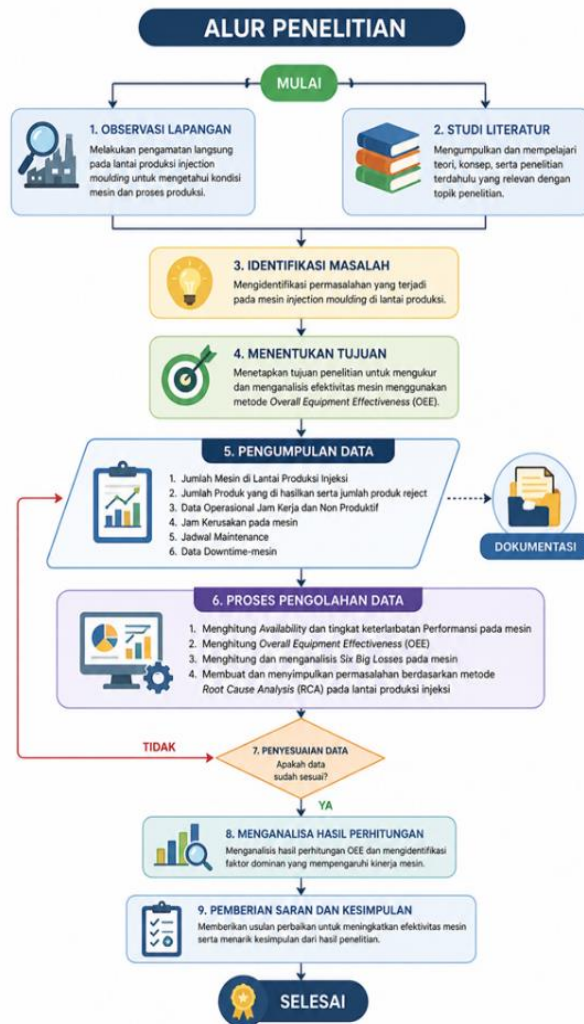 ALUR PENELITIAN
MULAI
1. OBSERVASI LAPANGAN
Melakukan pengamatan langsung
pada lantai produksi injection
moulding untuk mengetahui kondisi
mesin dan proses produksi.
2. STUDI LITERATUR
Mengumpulkan dan mempelajari
teori, konsep, serta penelitian
terdahulu yang relevan dengan
topik penelitian.
3. IDENTIFIKASI MASALAH
Mengidentifikasi permasalahan yang terjadi
pada mesin injection moulding di lantai produksi.
4. MENENTUKAN TUJUAN
Menetapkan tujuan penelitian untuk mengukur
dan menganalisis efektivitas mesin menggunakan
metode Overall Equipment Effectiveness (OEE).
5. PENGUMPULAN DATA
1. Jumlah Mesin di Lantai Produksi Injeksi
2. Jumlah Produk yang di hasilkan serta jumlah produk reject
3. Data Operasional Jam Kerja dan Non Produktif
4. Jam Kerusakan pada mesin
5. Jadwal Maintenance
6. Data Downtime-mesin
DOKUMENTASI
6. PROSES PENGOLAHAN DATA
1. Menghitung Availability dan tingkat keterlarbatan Performansi pada mesin
2. Menghitung Overall Equipment Effectiveness (OEE)
3. Menghitung dan menganalisis Six Big Losses pada mesin
4. Membuat dan menyimpulkan permasalahan berdasarkan metode
Root Cause Analysis (RCA) pada lantai produksi injeksi
TIDAK
7. PENYESUAIAN DATA
Apakah data
sudah sesuai?
YA
8. MENGANALISA HASIL PERHITUNGAN
Menganalisis hasil perhitungan OEE dan mengidentifikasi
faktor dominan yang mempengaruhi kinerja mesin.
9. PEMBERIAN SARAN DAN KESIMPULAN
Memberikan usulan perbaikan untuk meningkatkan efektivitas mesin
serta menarik kesimpulan dari hasil penelitian.
SELESAI